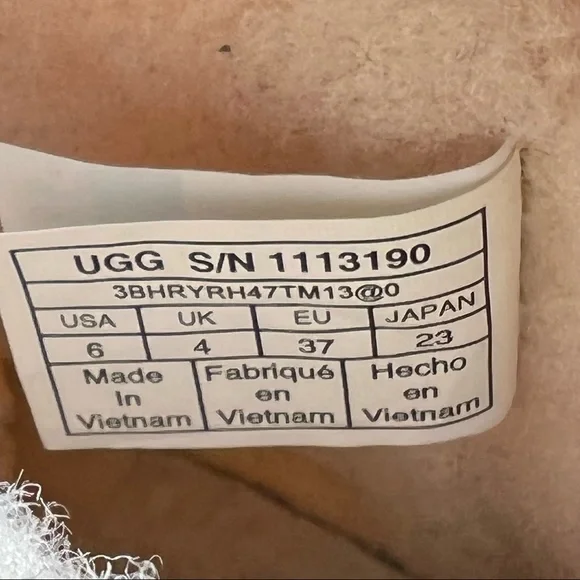 UGG S/N 1113190
3BHRYRH47TM13@0
USA UK EU JAPAN
6 4 37 23
Made Fabriqué Hecho
In en en
Vietnam Vietnam Vietnam